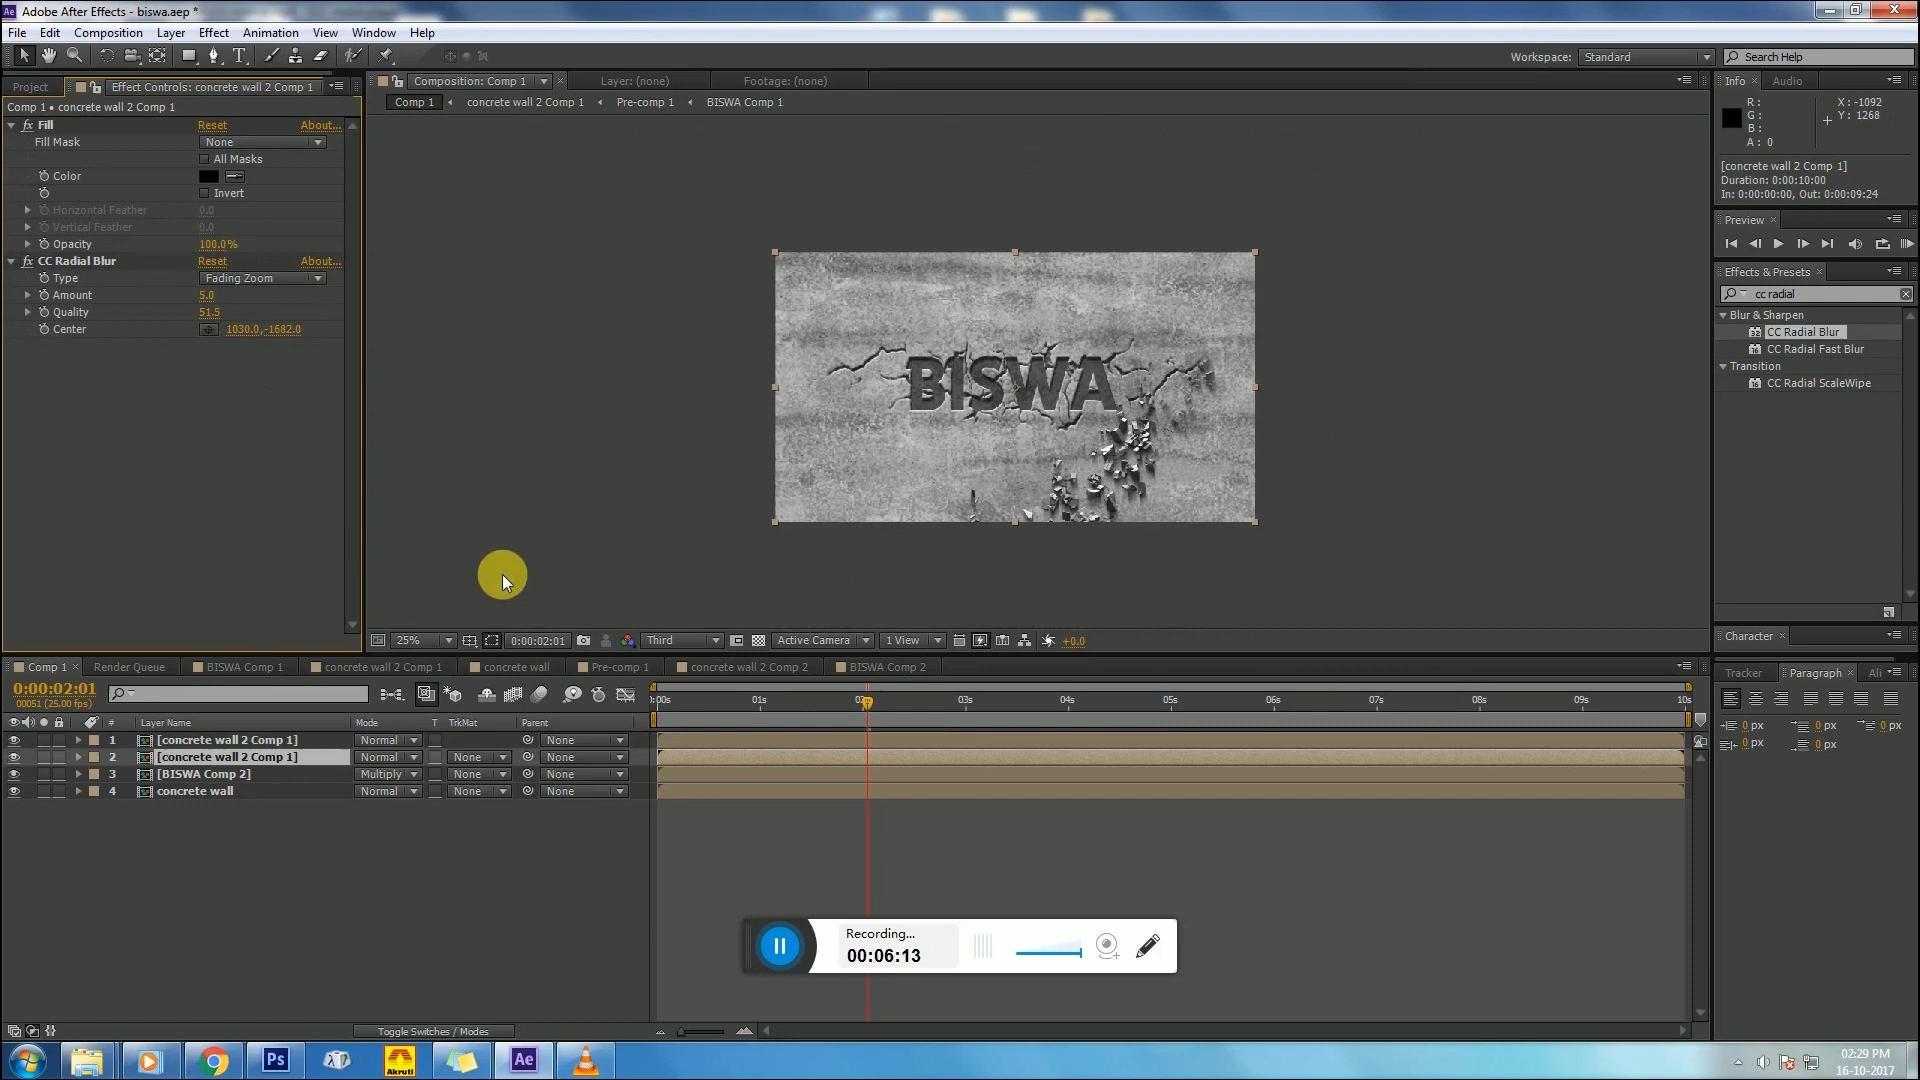 Adobe After Effects - biswa.aep *
File Edit Composition Layer Effect Animation View Window Help
Workspace: Standard Search Help
Project Effect Controls: concrete wall 2 Comp 1
Comp 1 • concrete wall 2 Comp 1
Fill Reset About...
Fill Mask None
All Masks
Color
Invert
Horizontal Feather 0.0
Vertical Feather 0.0
Opacity 100.0%
CC Radial Blur Reset About...
Type Fading Zoom
Amount 5.0
Quality 51.5
Center 1030.0,-1682.0
Composition: Comp 1 Layer: (none) Footage: (none)
Comp 1 concrete wall 2 Comp 1 Pre-comp 1 BISWA Comp 1
BISWA
25% 0:00:02:01 Third Active Camera 1 View +0.0
Info Audio
R: X: -1092
G: Y: 1268
B:
A: 0
[concrete wall 2 Comp 1]
Duration: 0:00:10:00
In: 0:00:00:00, Out: 0:00:09:24
Preview
Effects & Presets
cc radial
Blur & Sharpen
32 CC Radial Blur
16 CC Radial Fast Blur
Transition
16 CC Radial ScaleWipe
Character
Tracker Paragraph Ali
0 px 0 px 0 px
0 px 0 px
Comp 1 Render Queue BISWA Comp 1 concrete wall 2 Comp 1 concrete wall Pre-comp 1 concrete wall 2 Comp 2 BISWA Comp 2
0:00:02:01
00051 (25.00 fps)
01s 03s 04s 05s 06s 07s 08s 09s 10s
# Layer Name Mode T TrkMat Parent
1 [concrete wall 2 Comp 1] Normal None
2 [concrete wall 2 Comp 1] Normal None None
3 [BISWA Comp 2] Multiply None None
4 concrete wall Normal None None
Recording...
00:06:13
Toggle Switches / Modes
Ps Akruti Ae
02:29 PM
16-10-2017